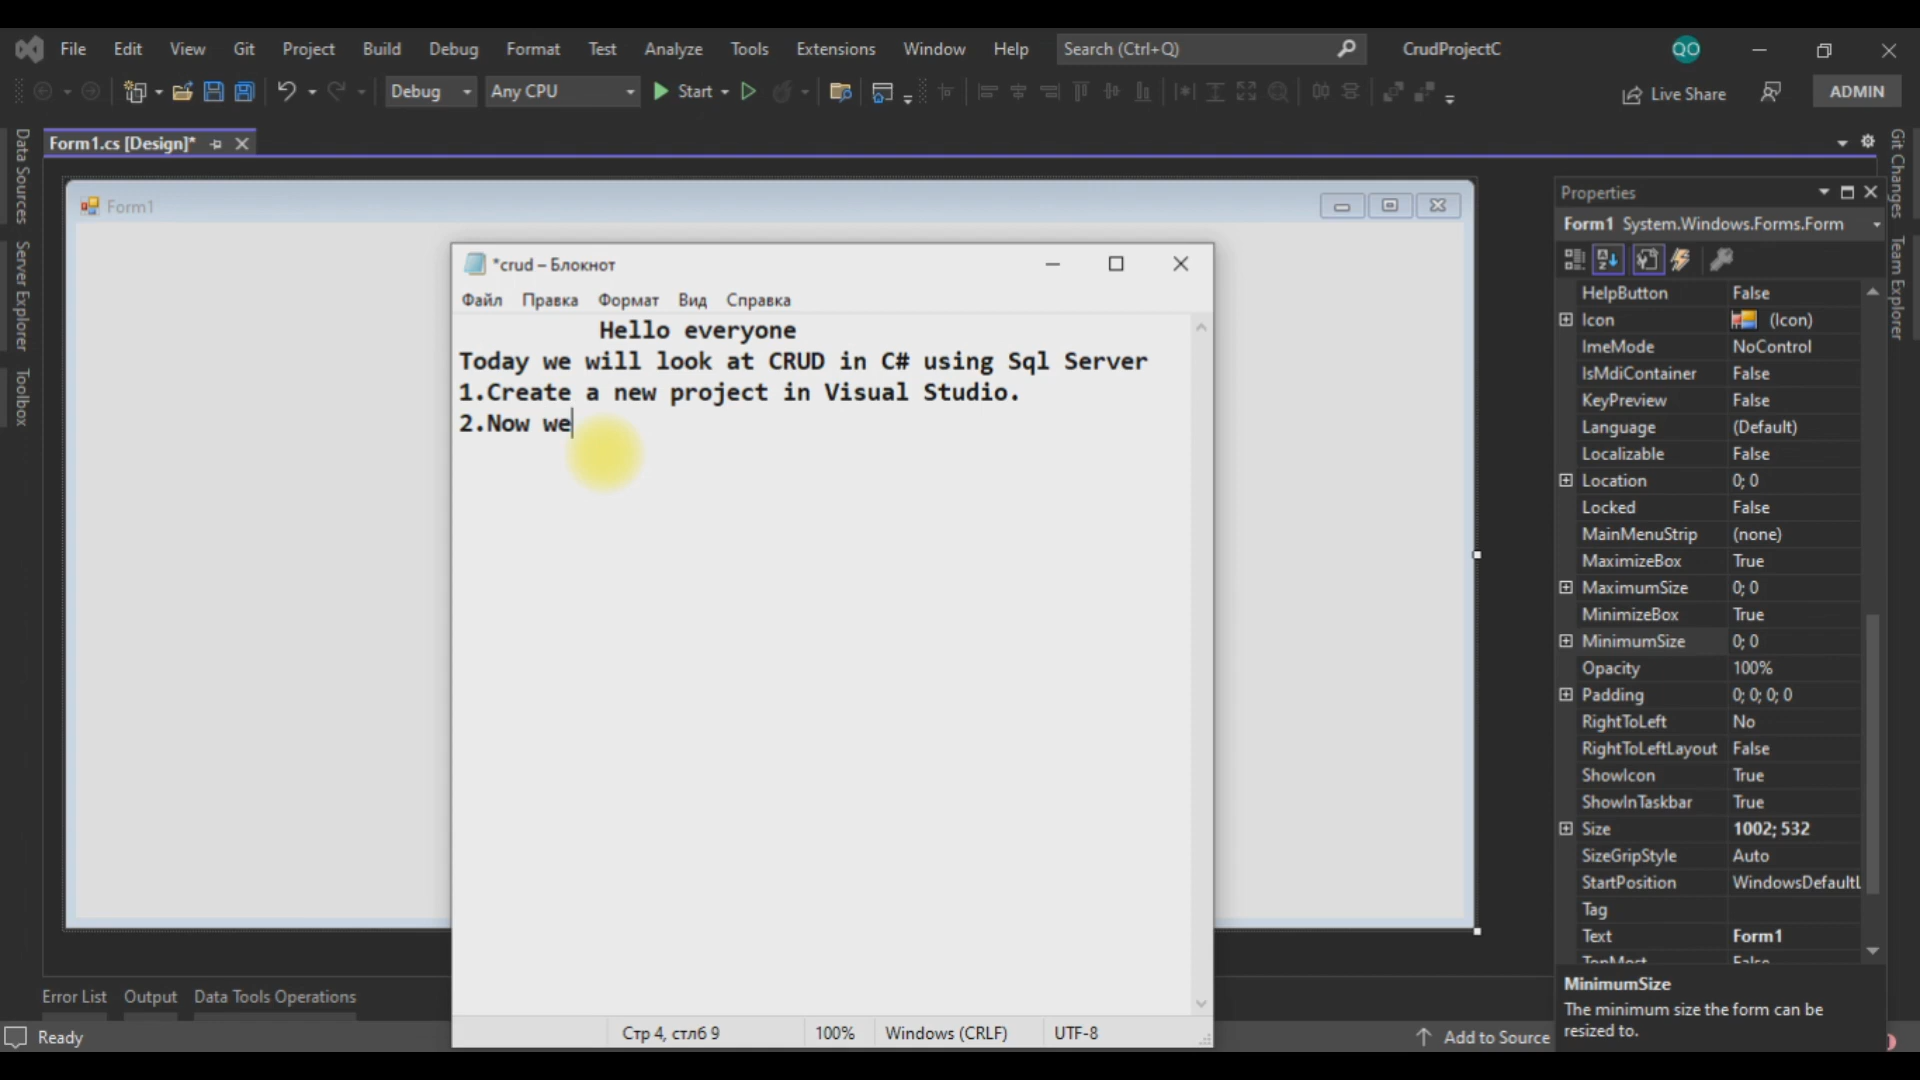 File Edit View Git Project Build Debug Format Test Analyze Tools Extensions Window Help Search (Ctrl+Q) CrudProjectC QO
Debug Any CPU Start Live Share ADMIN
Form1.cs [Design]*
Data Sources
Server Explorer
Toolbox
Form1
*crud – Блокнот
Файл Правка Формат Вид Справка
Hello everyone
Today we will look at CRUD in C# using Sql Server
1.Create a new project in Visual Studio.
2.Now we
Стр 4, стлб 9 100% Windows (CRLF) UTF-8
Properties
Form1 System.Windows.Forms.Form
HelpButton False
Icon (Icon)
ImeMode NoControl
IsMdiContainer False
KeyPreview False
Language (Default)
Localizable False
Location 0; 0
Locked False
MainMenuStrip (none)
MaximizeBox True
MaximumSize 0; 0
MinimizeBox True
MinimumSize 0; 0
Opacity 100%
Padding 0; 0; 0; 0
RightToLeft No
RightToLeftLayout False
ShowIcon True
ShowInTaskbar True
Size 1002; 532
SizeGripStyle Auto
StartPosition WindowsDefaultL
Tag
Text Form1
TopMost False
MinimumSize
The minimum size the form can be
resized to.
Git Changes
Team Explorer
Error List Output Data Tools Operations
Ready Add to Source